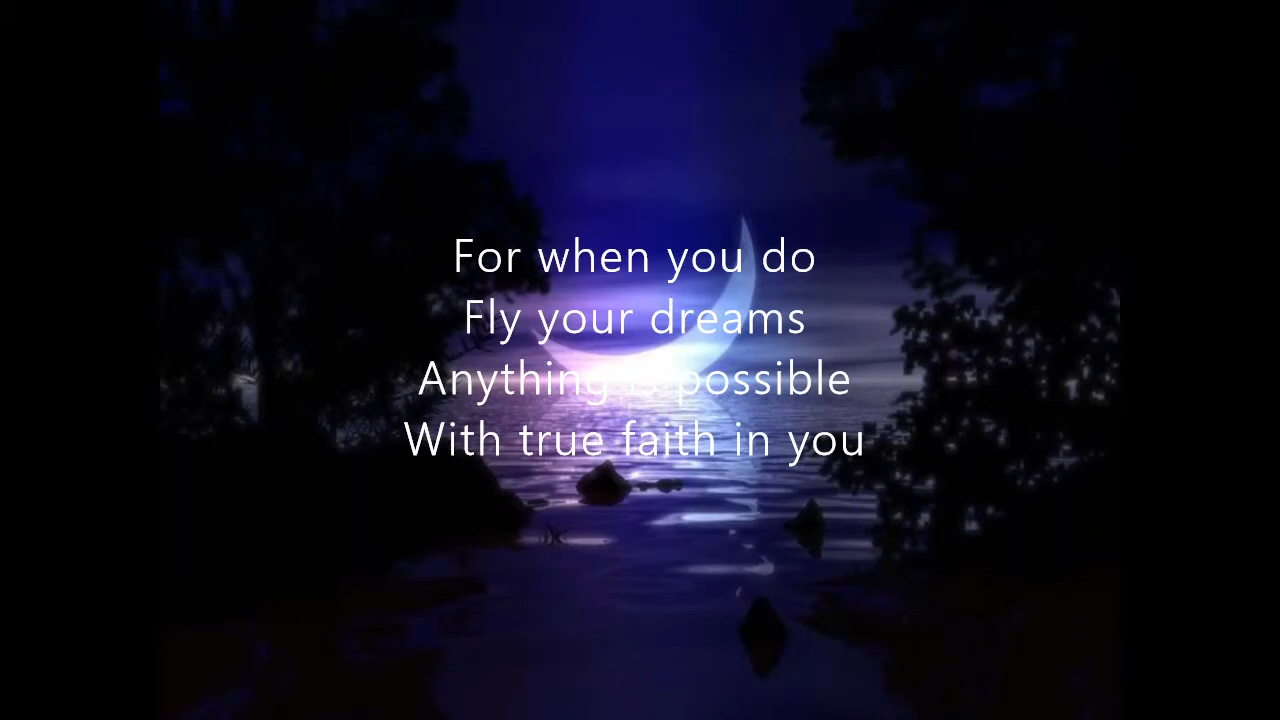 For when you do
Fly your dreams
Anything is possible
With true faith in you